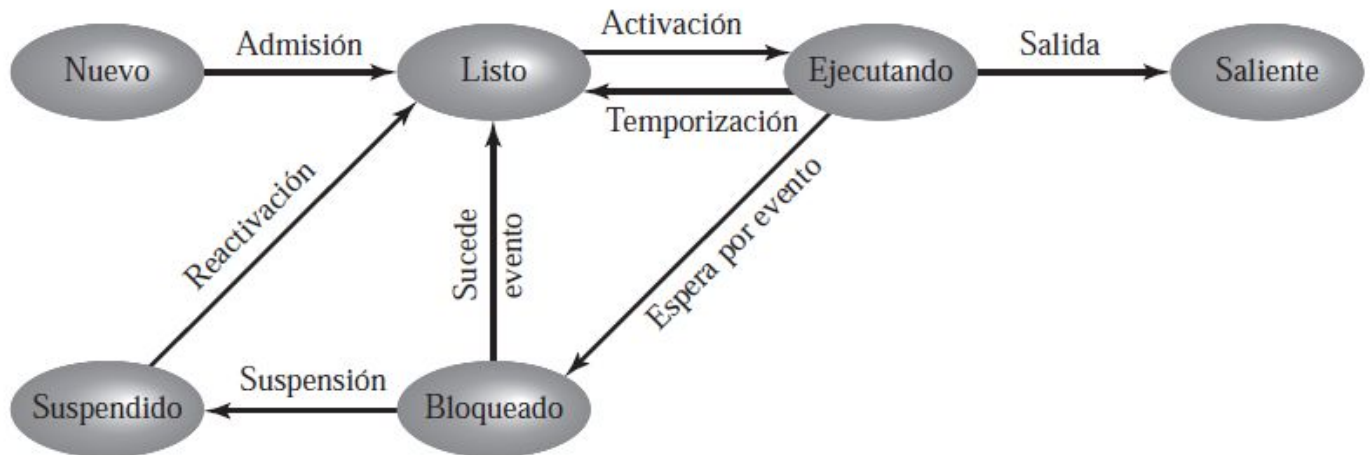 Nuevo
Admisión
Listo
Activación
Temporización
Ejecutando
Salida
Saliente
Reactivación
Sucede
evento
Espera por evento
Suspendido
Suspensión
Bloqueado